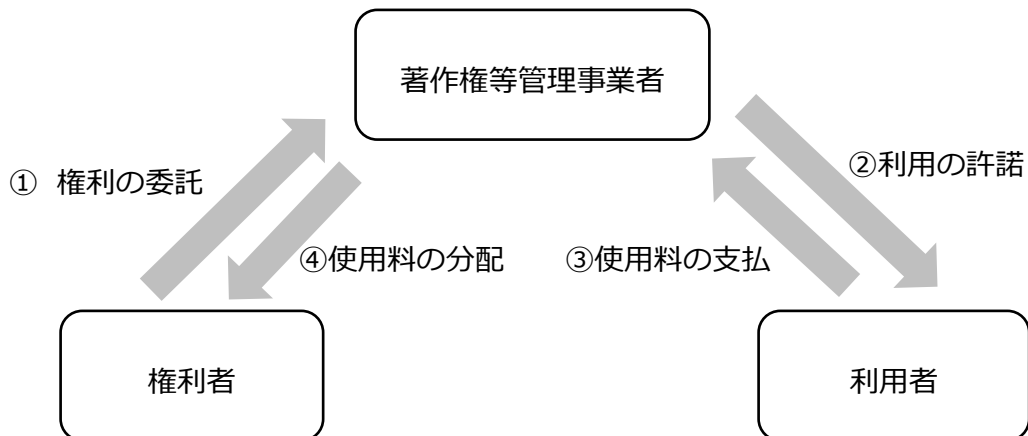 著作権等管理事業者
① 権利の委託
②利用の許諾
④使用料の分配
③使用料の支払
権利者
利用者